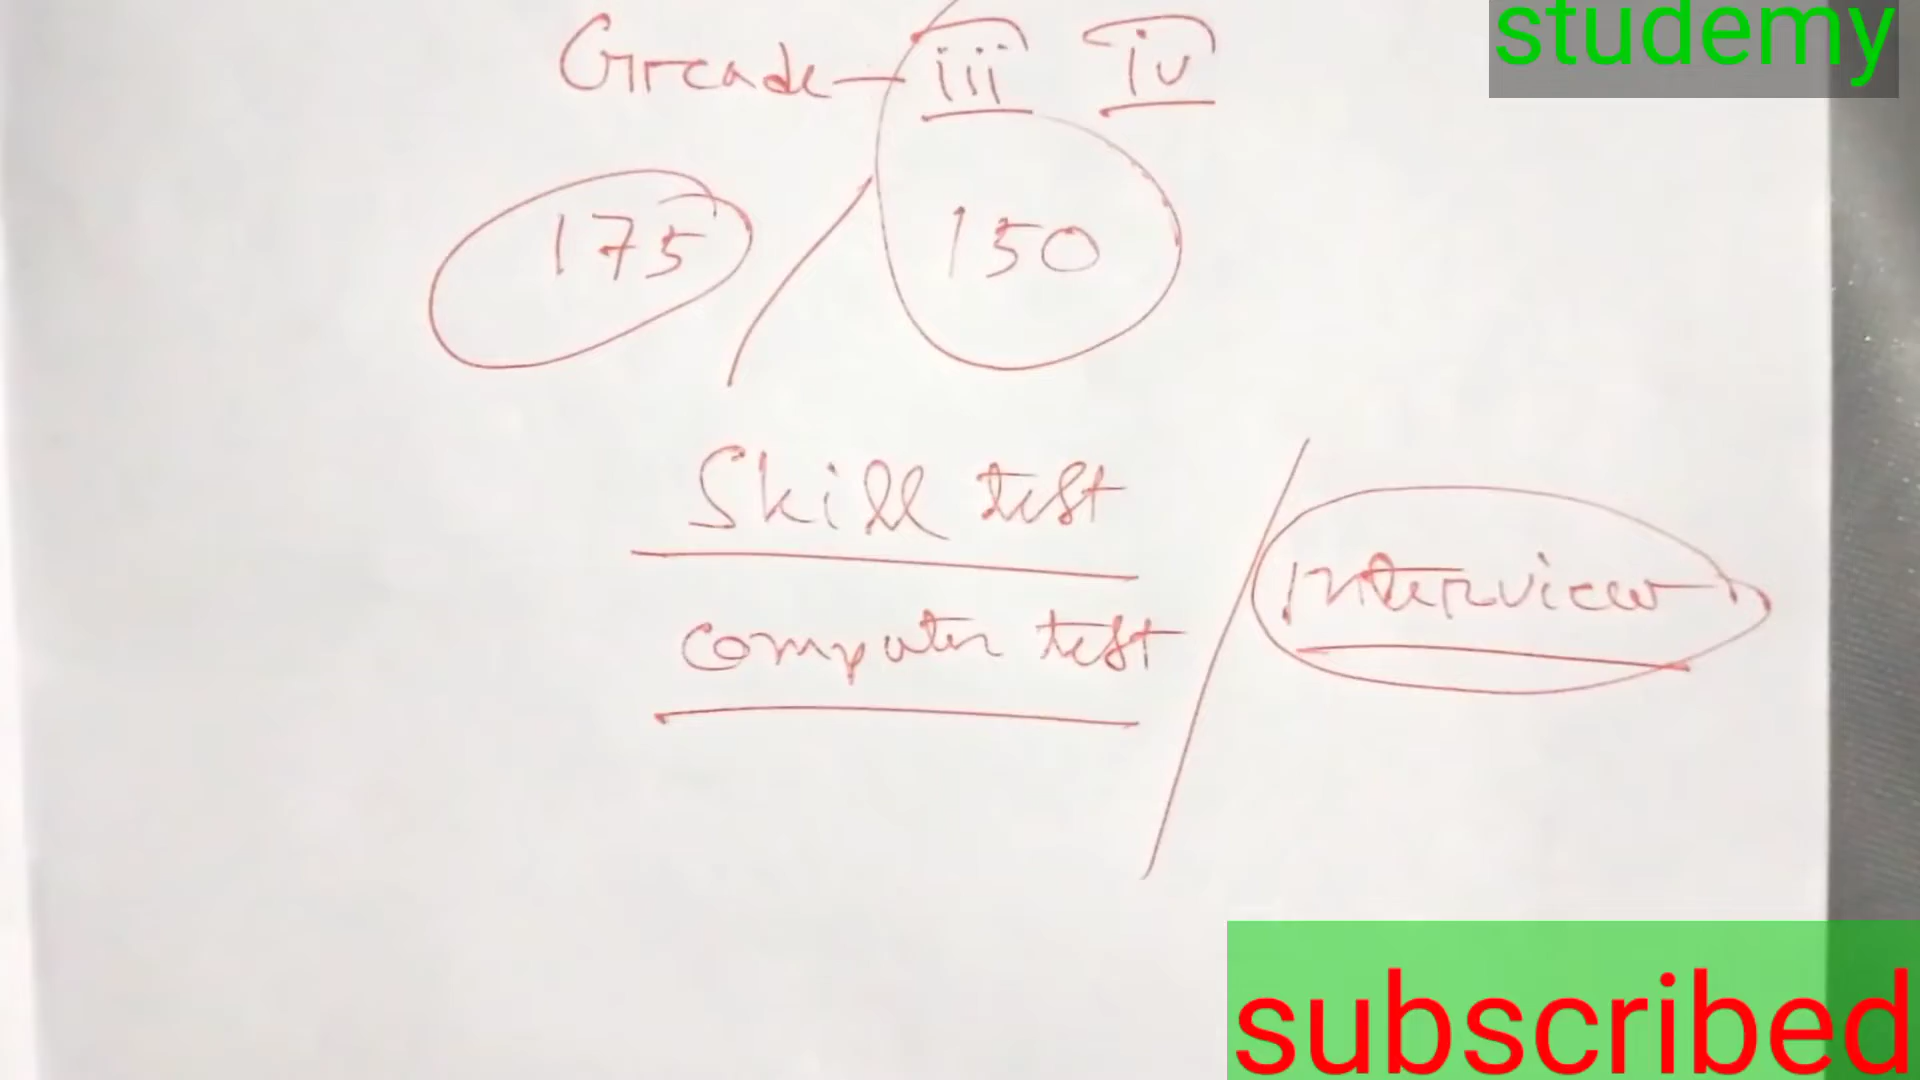 studemy
Grade – iii iv
175 / 150
Skill test
computer test / interview
subscribed